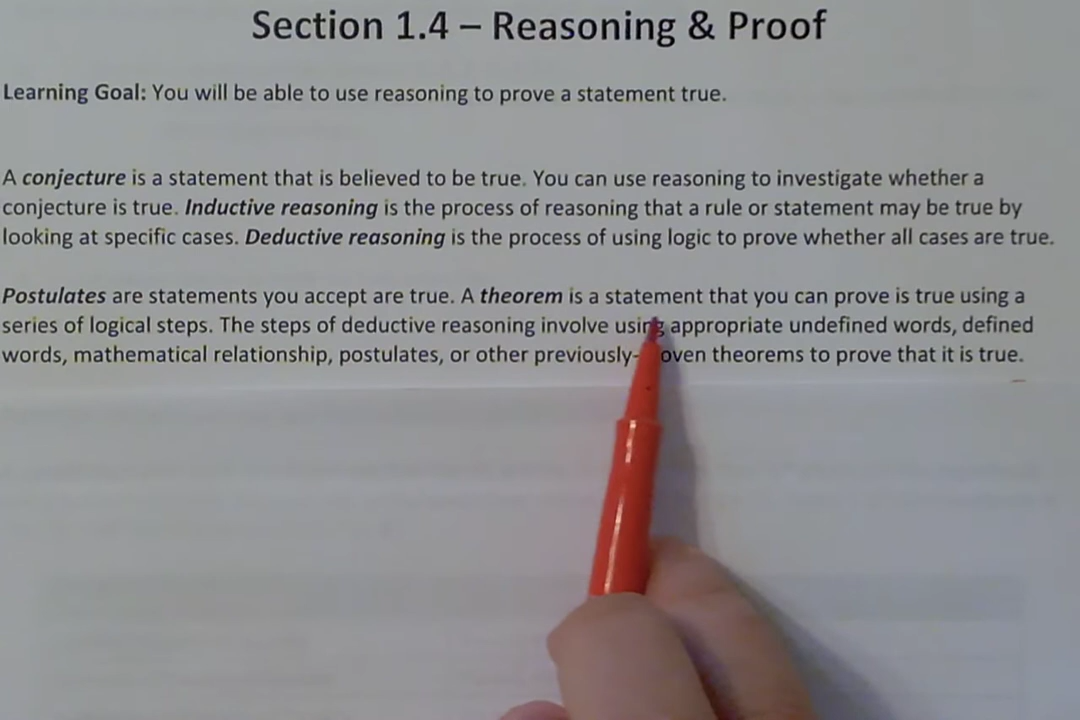 Section 1.4 – Reasoning & Proof
Learning Goal: You will be able to use reasoning to prove a statement true.
A conjecture is a statement that is believed to be true. You can use reasoning to investigate whether a
conjecture is true. Inductive reasoning is the process of reasoning that a rule or statement may be true by
looking at specific cases. Deductive reasoning is the process of using logic to prove whether all cases are true.
Postulates are statements you accept are true. A theorem is a statement that you can prove is true using a
series of logical steps. The steps of deductive reasoning involve using appropriate undefined words, defined
words, mathematical relationship, postulates, or other previously-oven theorems to prove that it is true.